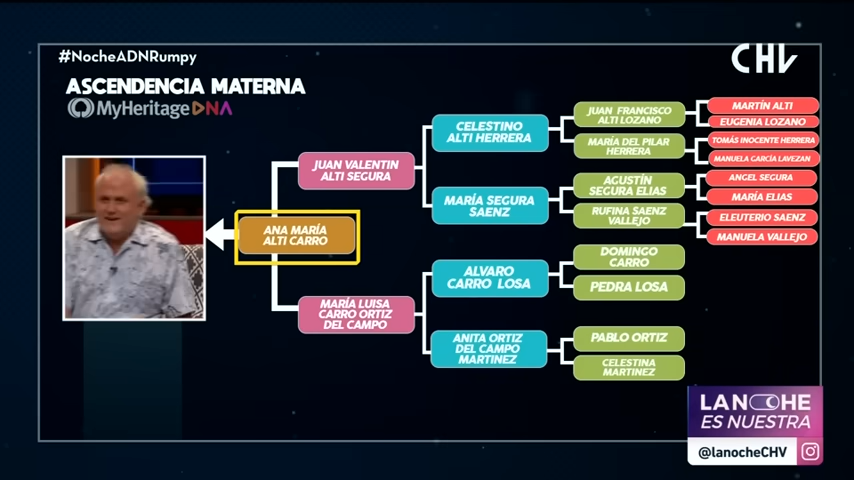 #NocheADNRumpy
CHV
ASCENDENCIA MATERNA
MyHeritage DNA
ANA MARÍA
ALTI CARRO
JUAN VALENTIN
ALTI SEGURA
MARÍA LUISA
CARRO ORTIZ
DEL CAMPO
CELESTINO
ALTI HERRERA
MARÍA SEGURA
SAENZ
ALVARO
CARRO LOSA
ANITA ORTIZ
DEL CAMPO
MARTINEZ
JUAN FRANCISCO
ALTI LOZANO
MARÍA DEL PILAR
HERRERA
AGUSTÍN
SEGURA ELIAS
RUFINA SAENZ
VALLEJO
DOMINGO
CARRO
PEDRA LOSA
PABLO ORTIZ
CELESTINA
MARTINEZ
MARTÍN ALTI
EUGENIA LOZANO
TOMÁS INOCENTE HERRERA
MANUELA GARCÍA LAVEZAN
ANGEL SEGURA
MARÍA ELIAS
ELEUTERIO SAENZ
MANUELA VALLEJO
LA NOCHE
ES NUESTRA
@lanocheCHV